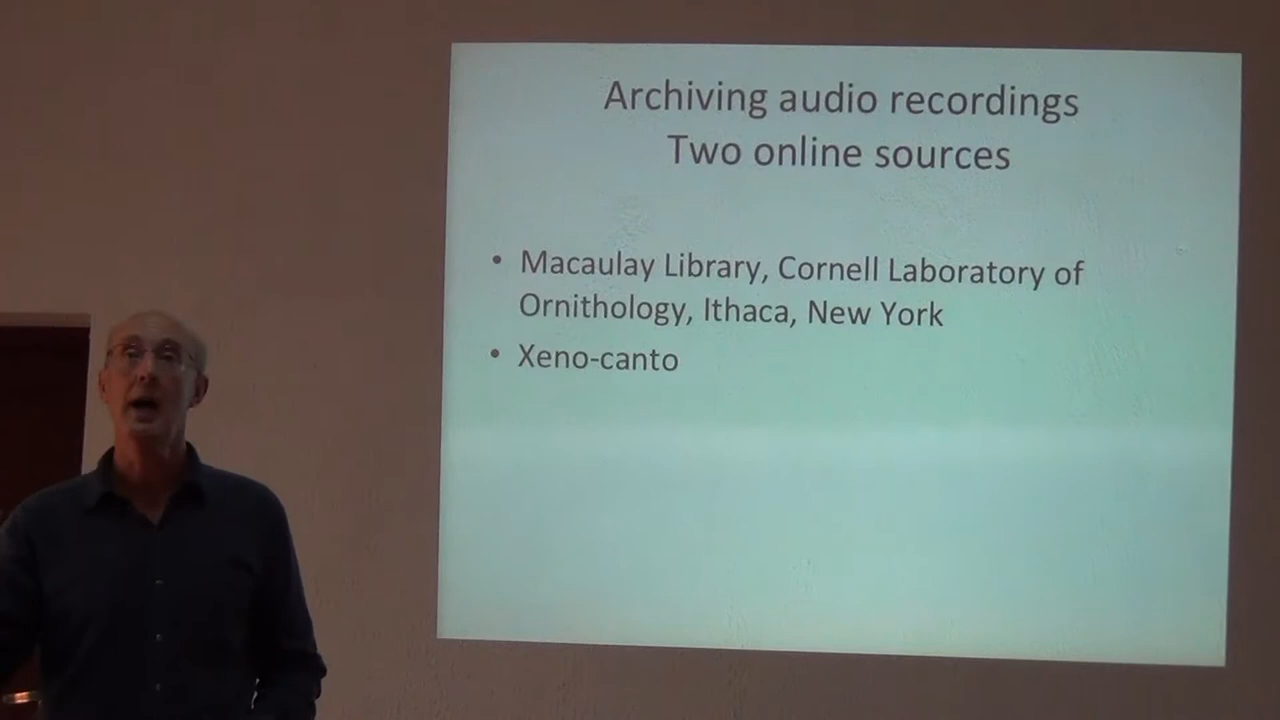 Archiving audio recordings
Two online sources
• Macaulay Library, Cornell Laboratory of
Ornithology, Ithaca, New York
• Xeno-canto